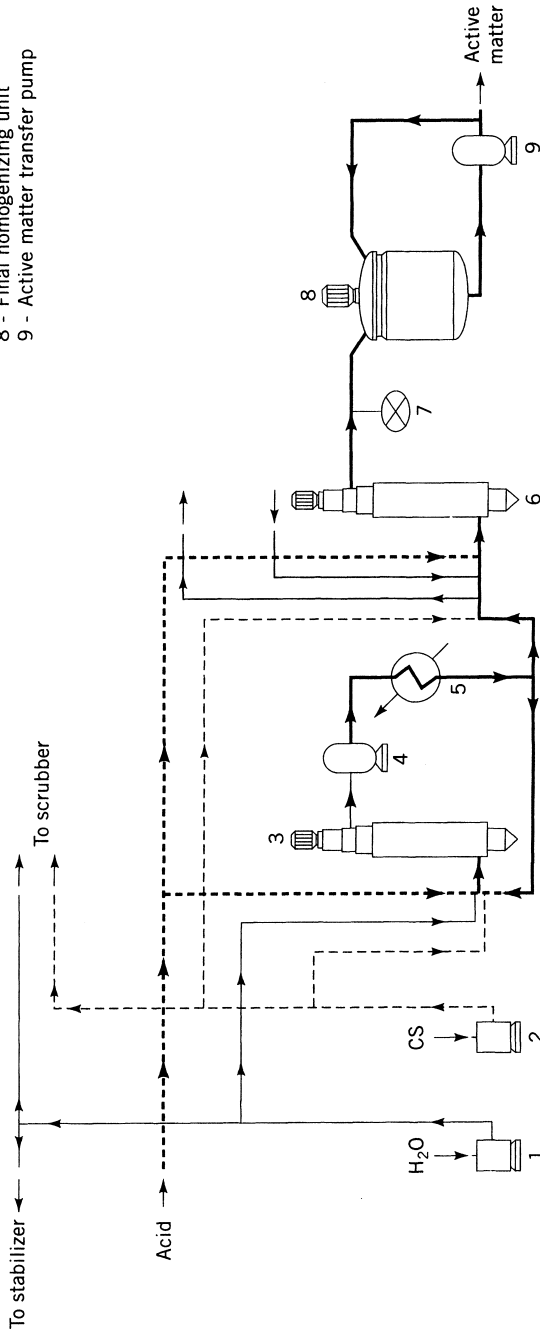 8 - Final homogenizing unit
9 - Active matter transfer pump
To stabilizer
To scrubber
Acid
H₂O
CS
1
2
3
4
5
6
7
8
9
Active
matter